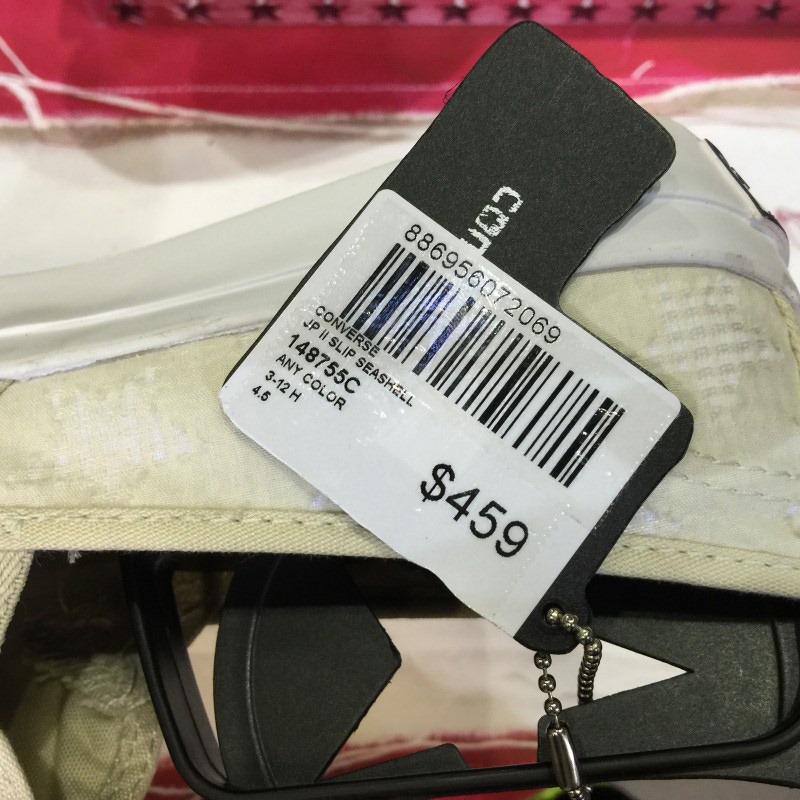 886956072069
CONVERSE
JP II SLIP SEASHELL
148755C
ANY COLOR
3-12 H
4.5
$459